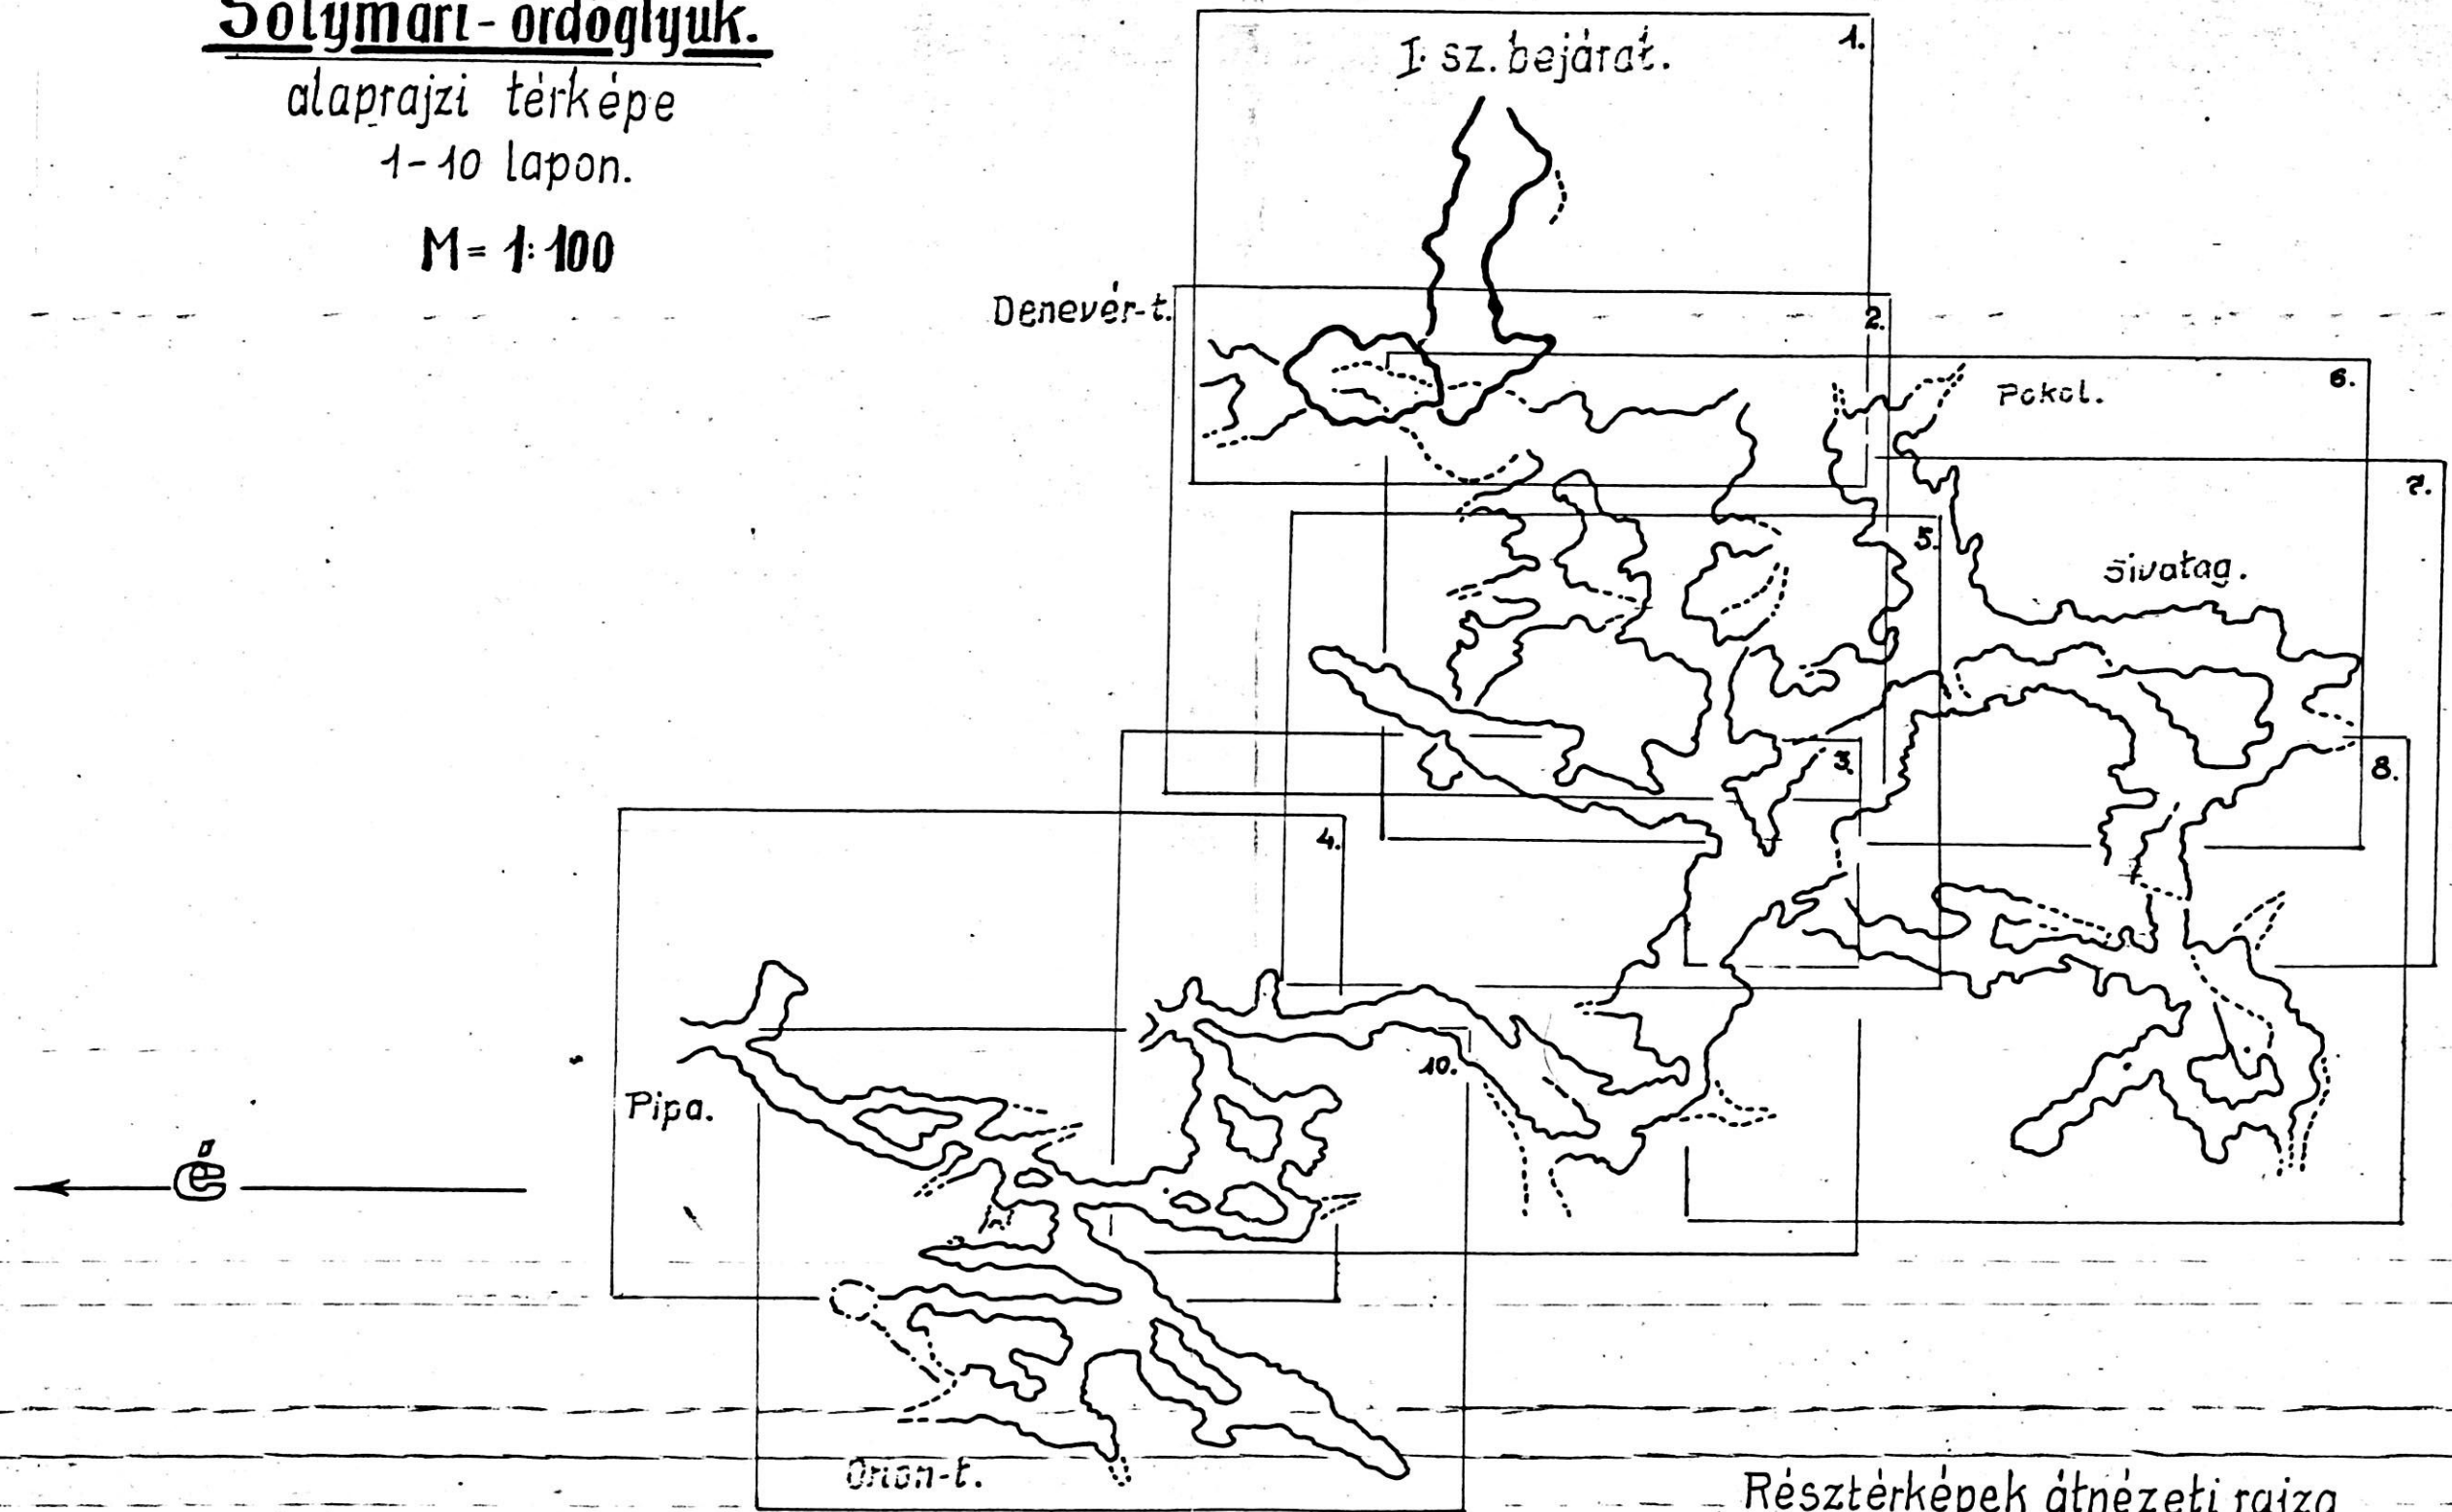 Solymári-ördöglyuk.
alaprajzi térképe
1-10 lapon.
M= 1:100
I. sz. bejárat.
1.
Denevér-t.
2.
Pokol.
6.
7.
5.
Sivatag.
3.
8.
4.
10.
Pipa.
É
Orion-t.
Résztérképek átnézeti rajza